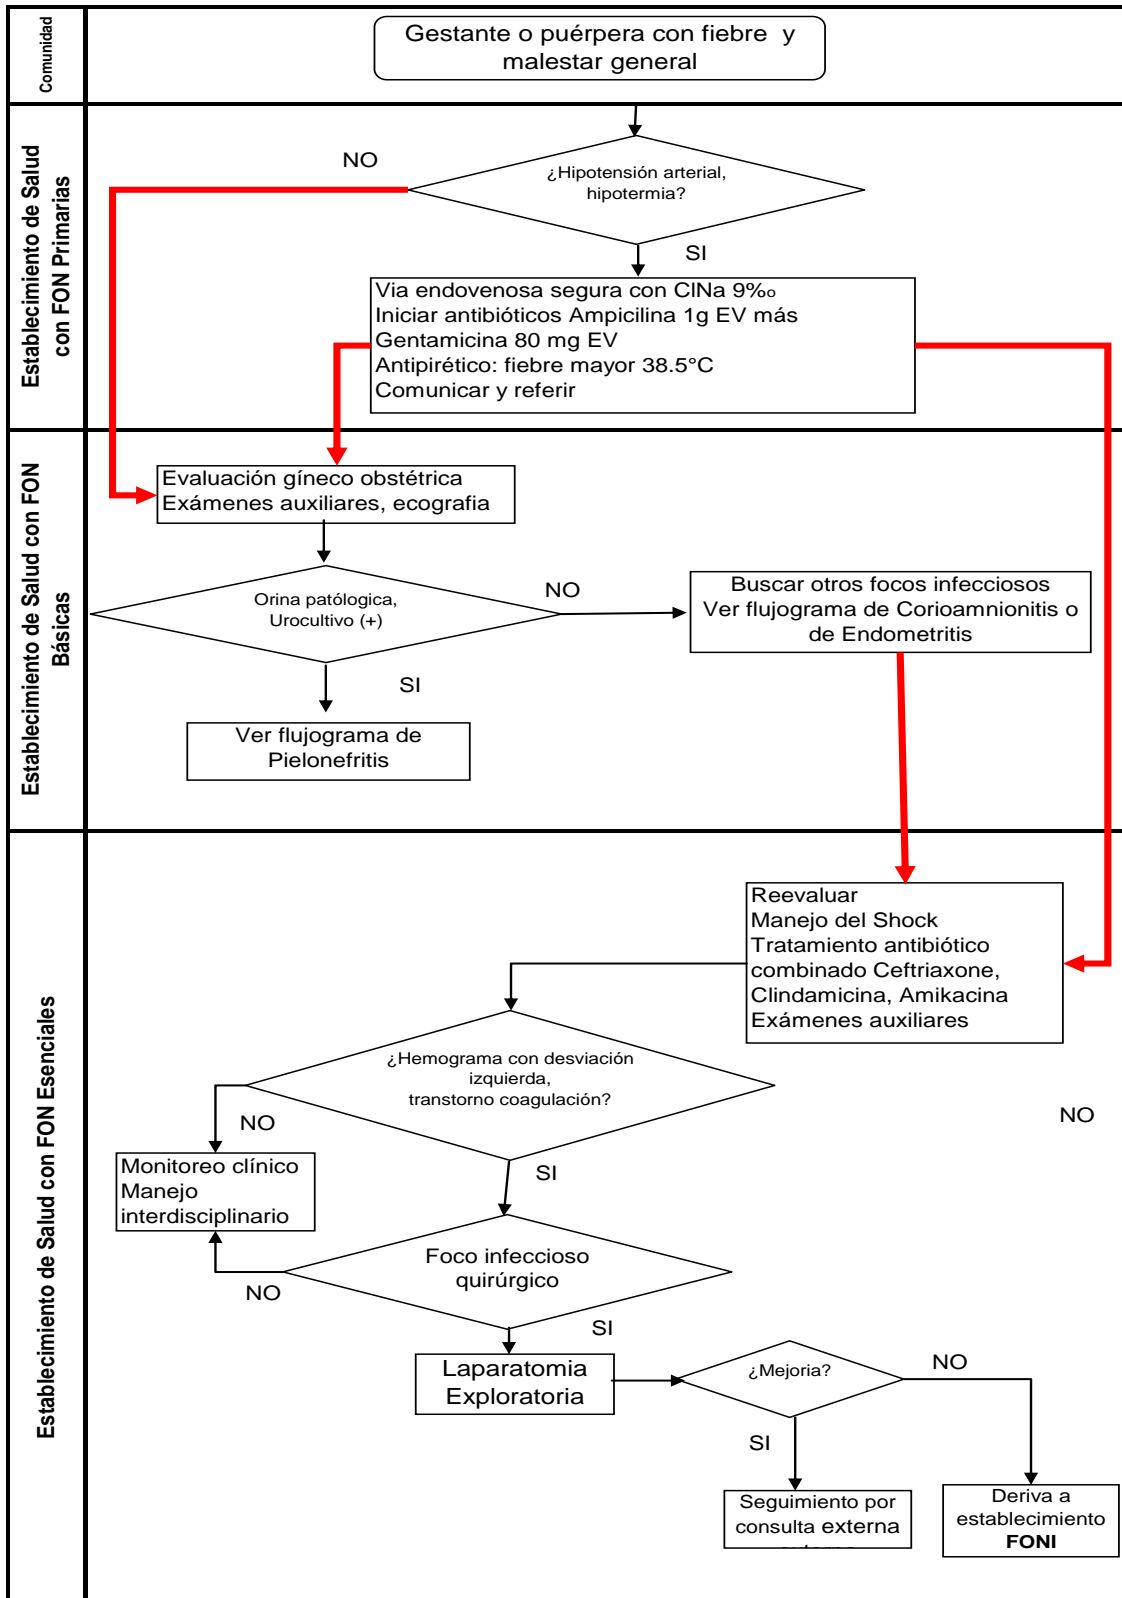 Comunidad
Gestante o puérpera con fiebre y
malestar general
Establecimiento de Salud
con FON Primarias
NO
¿Hipotensión arterial,
hipotermia?
SI
Via endovenosa segura con ClNa 9‰
Iniciar antibióticos Ampicilina 1g EV más
Gentamicina 80 mg EV
Antipirético: fiebre mayor 38.5°C
Comunicar y referir
Establecimiento de Salud con FON
Básicas
Evaluación gíneco obstétrica
Exámenes auxiliares, ecografia
Orina patólogica,
Urocultivo (+)
NO
Buscar otros focos infecciosos
Ver flujograma de Corioamnionitis o
de Endometritis
SI
Ver flujograma de
Pielonefritis
Establecimiento de Salud con FON Esenciales
Reevaluar
Manejo del Shock
Tratamiento antibiótico
combinado Ceftriaxone,
Clindamicina, Amikacina
Exámenes auxiliares
¿Hemograma con desviación
izquierda,
transtorno coagulación?
NO
NO
Monitoreo clínico
Manejo
interdisciplinario
SI
Foco infeccioso
quirúrgico
NO
SI
Laparatomia
Exploratoria
¿Mejoria?
NO
SI
Seguimiento por
consulta externa
Deriva a
establecimiento
FONI